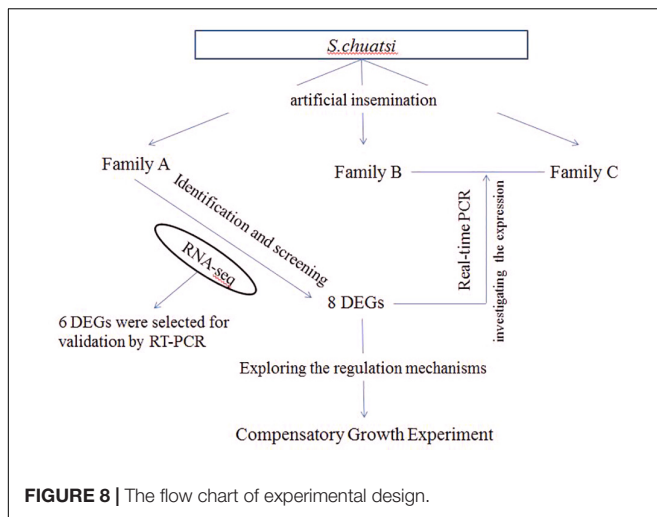 S.chuatsi
artificial insemination
Family A
Family B
Family C
Identification and screening
RNA-seq
Real-time PCR
investigating the expression
8 DEGs
6 DEGs were selected for
validation by RT-PCR
Exploring the regulation mechanisms
Compensatory Growth Experiment
FIGURE 8 | The flow chart of experimental design.